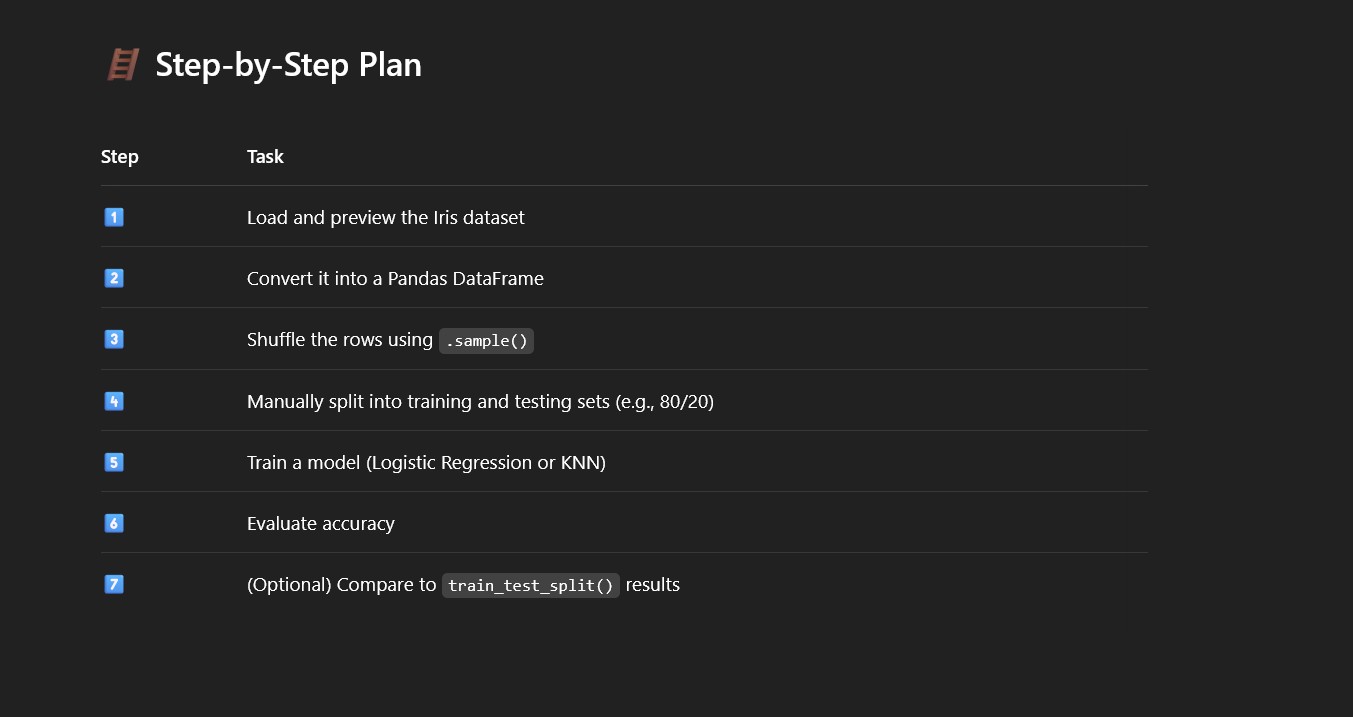 🪜 Step-by-Step Plan
Step Task
1 Load and preview the Iris dataset
2 Convert it into a Pandas DataFrame
3 Shuffle the rows using .sample()
4 Manually split into training and testing sets (e.g., 80/20)
5 Train a model (Logistic Regression or KNN)
6 Evaluate accuracy
7 (Optional) Compare to train_test_split() results